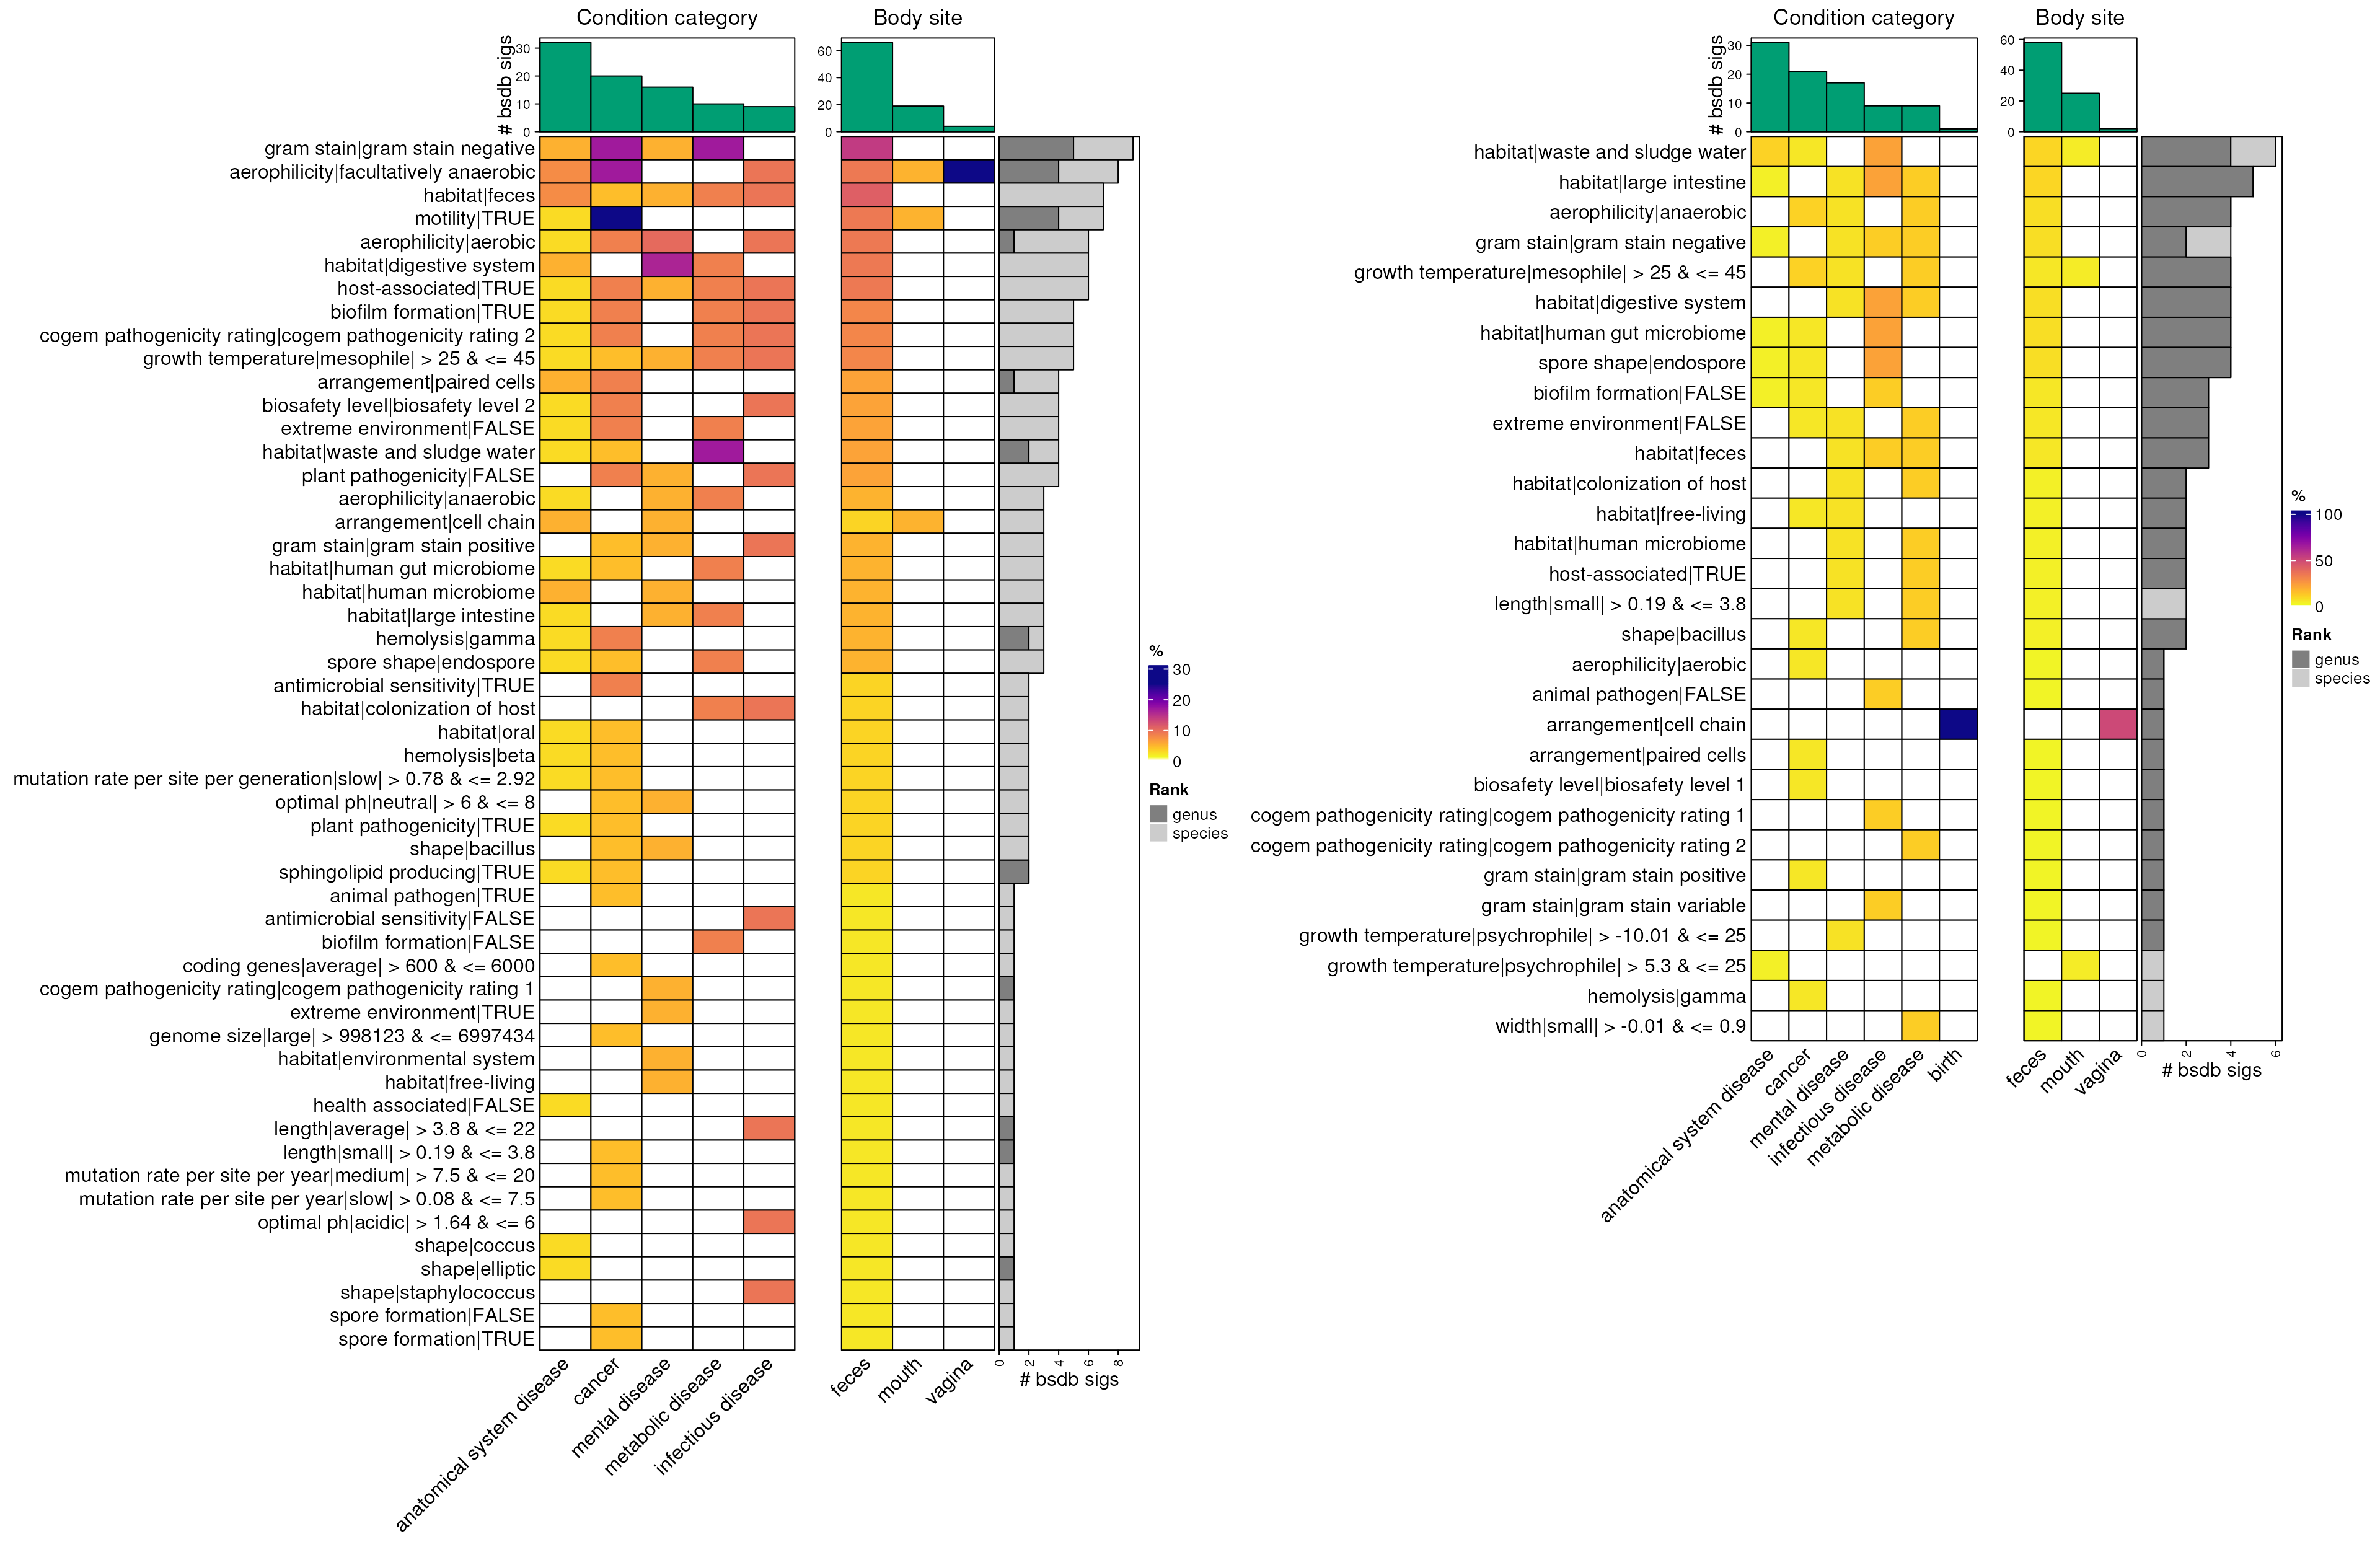 Condition category
Body site
# bsdb sigs
30
20
10
0
60
40
20
0
gram stain|gram stain negative
aerophilicity|facultatively anaerobic
habitat|feces
motility|TRUE
aerophilicity|aerobic
habitat|digestive system
host-associated|TRUE
biofilm formation|TRUE
cogem pathogenicity rating|cogem pathogenicity rating 2
growth temperature|mesophile| > 25 & <= 45
arrangement|paired cells
biosafety level|biosafety level 2
extreme environment|FALSE
habitat|waste and sludge water
plant pathogenicity|FALSE
aerophilicity|anaerobic
arrangement|cell chain
gram stain|gram stain positive
habitat|human gut microbiome
habitat|human microbiome
habitat|large intestine
hemolysis|gamma
spore shape|endospore
antimicrobial sensitivity|TRUE
habitat|colonization of host
habitat|oral
hemolysis|beta
mutation rate per site per generation|slow| > 0.78 & <= 2.92
optimal ph|neutral| > 6 & <= 8
plant pathogenicity|TRUE
shape|bacillus
sphingolipid producing|TRUE
animal pathogen|TRUE
antimicrobial sensitivity|FALSE
biofilm formation|FALSE
coding genes|average| > 600 & <= 6000
cogem pathogenicity rating|cogem pathogenicity rating 1
extreme environment|TRUE
genome size|large| > 998123 & <= 6997434
habitat|environmental system
habitat|free-living
health associated|FALSE
length|average| > 3.8 & <= 22
length|small| > 0.19 & <= 3.8
mutation rate per site per year|medium| > 7.5 & <= 20
mutation rate per site per year|slow| > 0.08 & <= 7.5
optimal ph|acidic| > 1.64 & <= 6
shape|coccus
shape|elliptic
shape|staphylococcus
spore formation|FALSE
spore formation|TRUE
anatomical system disease
cancer
mental disease
metabolic disease
infectious disease
feces
mouth
vagina
0
2
4
6
8
# bsdb sigs
%
30
20
10
0
Rank
genus
species
Condition category
Body site
# bsdb sigs
30
20
10
0
60
40
20
0
habitat|waste and sludge water
habitat|large intestine
aerophilicity|anaerobic
gram stain|gram stain negative
growth temperature|mesophile| > 25 & <= 45
habitat|digestive system
habitat|human gut microbiome
spore shape|endospore
biofilm formation|FALSE
extreme environment|FALSE
habitat|feces
habitat|colonization of host
habitat|free-living
habitat|human microbiome
host-associated|TRUE
length|small| > 0.19 & <= 3.8
shape|bacillus
aerophilicity|aerobic
animal pathogen|FALSE
arrangement|cell chain
arrangement|paired cells
biosafety level|biosafety level 1
cogem pathogenicity rating|cogem pathogenicity rating 1
cogem pathogenicity rating|cogem pathogenicity rating 2
gram stain|gram stain positive
gram stain|gram stain variable
growth temperature|psychrophile| > -10.01 & <= 25
growth temperature|psychrophile| > 5.3 & <= 25
hemolysis|gamma
width|small| > -0.01 & <= 0.9
anatomical system disease
cancer
mental disease
infectious disease
metabolic disease
birth
feces
mouth
vagina
0
2
4
6
# bsdb sigs
%
100
50
0
Rank
genus
species